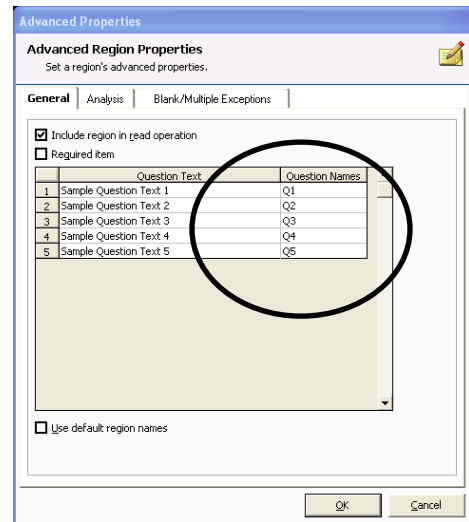 Advanced Properties
Advanced Region Properties
Set a region's advanced properties.
General Analysis Blank/Multiple Exceptions
Include region in read operation
Required item
Question Text Question Names
1 Sample Question Text 1 Q1
2 Sample Question Text 2 Q2
3 Sample Question Text 3 Q3
4 Sample Question Text 4 Q4
5 Sample Question Text 5 Q5
Use default region names
OK Cancel